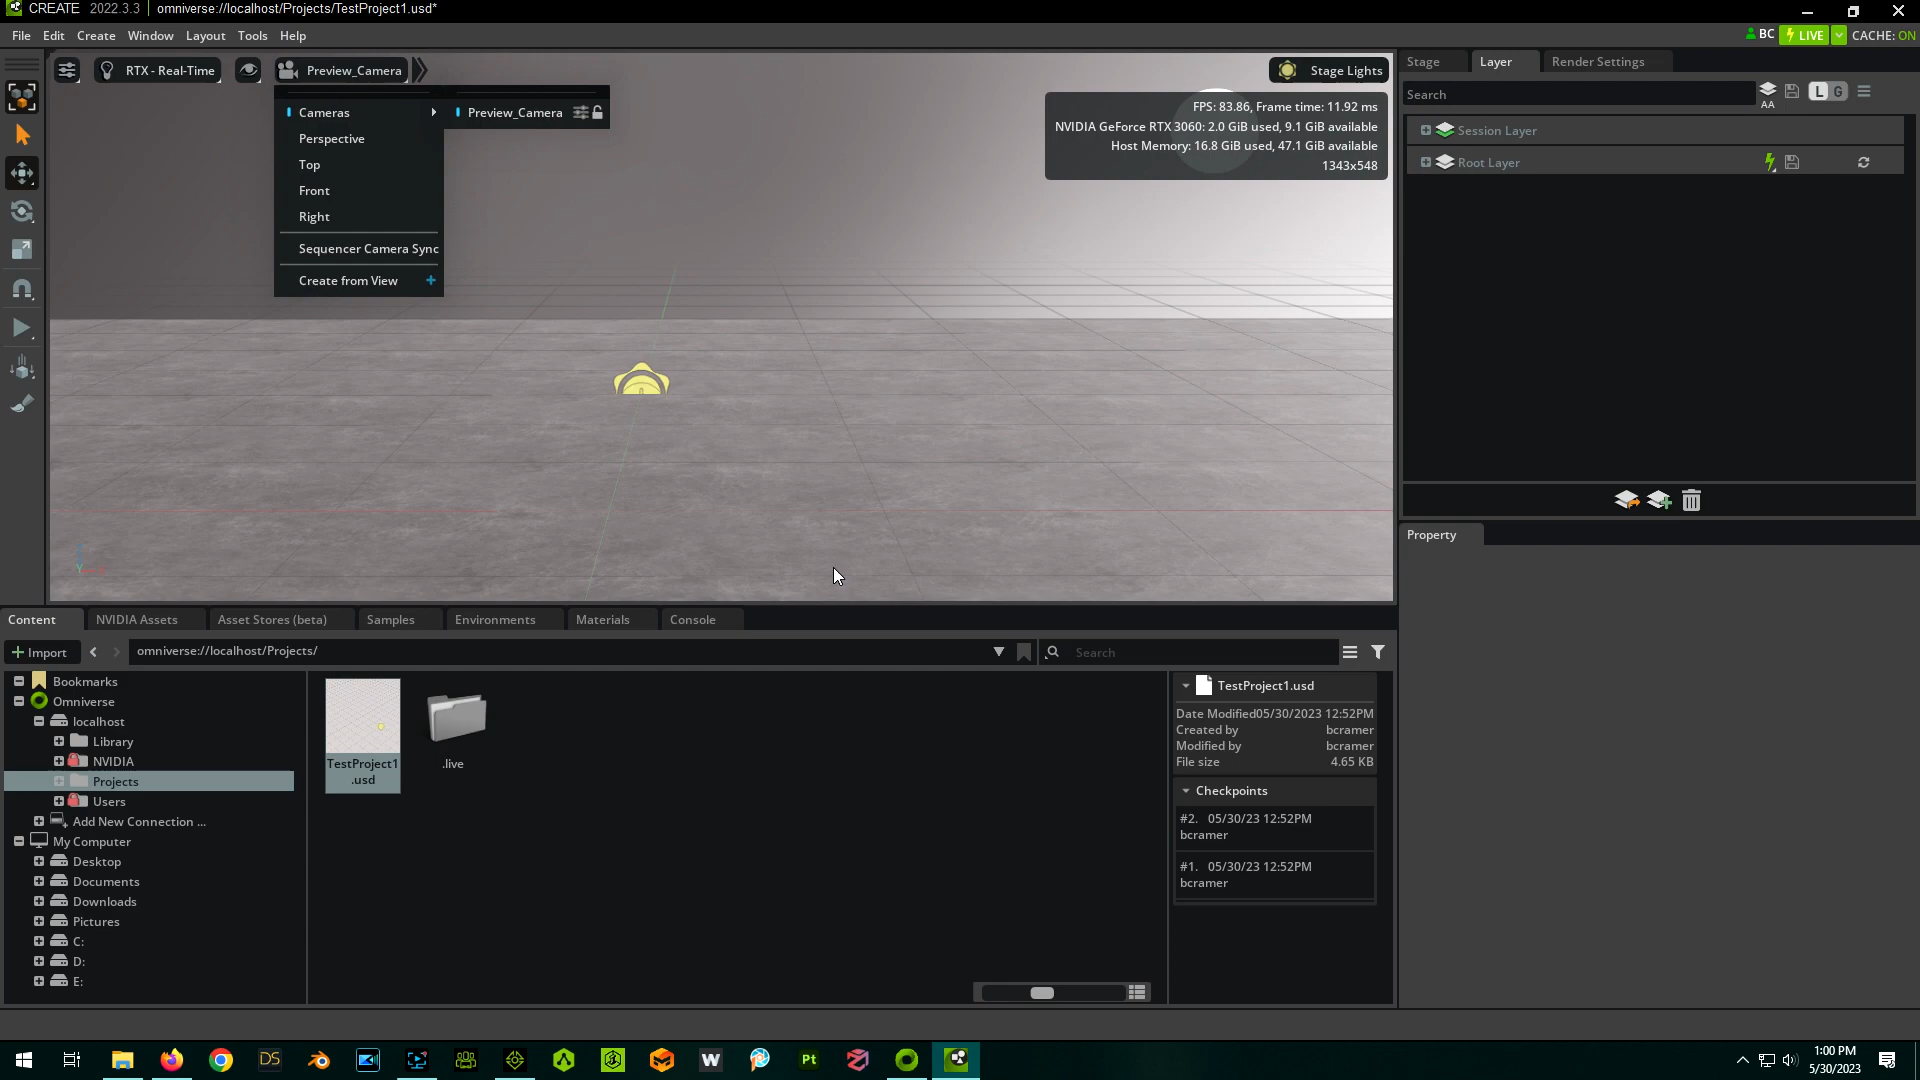 CREATE 2022.3.3 | omniverse://localhost/Projects/TestProject1.usd*
File Edit Create Window Layout Tools Help
BC LIVE CACHE: ON
RTX - Real-Time Preview_Camera Stage Lights
Cameras Preview_Camera
Perspective
Top
Front
Right
Sequencer Camera Sync
Create from View +
FPS: 83.86, Frame time: 11.92 ms
NVIDIA GeForce RTX 3060: 2.0 GiB used, 9.1 GiB available
Host Memory: 16.8 GiB used, 47.1 GiB available
1343x548
Y
Stage Layer Render Settings
Search AA L G
Session Layer
Root Layer
Property
Content NVIDIA Assets Asset Stores (beta) Samples Environments Materials Console
+ Import omniverse://localhost/Projects/ Search
Bookmarks
Omniverse
localhost
Library
NVIDIA
Projects
Users
Add New Connection ...
My Computer
Desktop
Documents
Downloads
Pictures
C:
D:
E:
TestProject1
.usd
.live
TestProject1.usd
Date Modified05/30/2023 12:52PM
Created by bcramer
Modified by bcramer
File size 4.65 KB
Checkpoints
#2. 05/30/23 12:52PM
bcramer
#1. 05/30/23 12:52PM
bcramer
DS W Pt
1:00 PM
5/30/2023